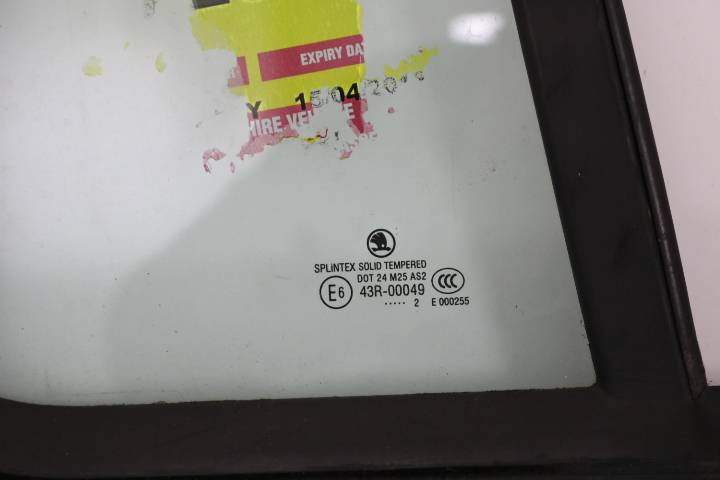 EXPIRY DA
Y 15/04/20
HIRE VE
SPLINTEX SOLID TEMPERED
DOT 24 M25 AS2
E6 43R-00049 CCC
..... 2 E 000255